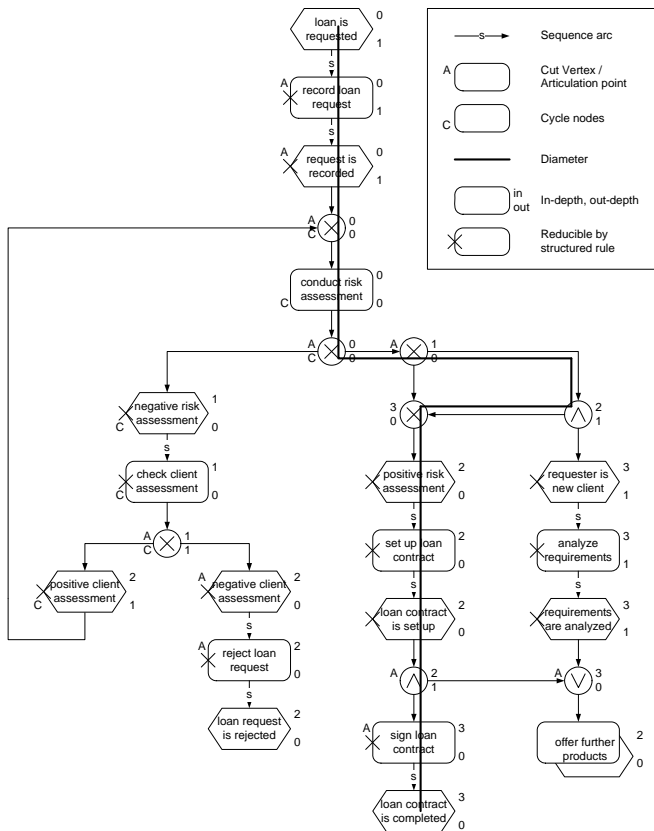 loan is
requested
0
1
s
A
record loan
request
0
1
s
A
request is
recorded
0
1
A
C
0
0
conduct risk
assessment
C
0
0
A
C
0
0
A
1
0
negative risk
assessment
C
1
0
3
0
2
1
s
check client
assessment
C
1
0
positive risk
assessment
2
0
requester is
new client
3
1
s
s
set up loan
contract
2
0
analyze
requirements
3
1
A
C
1
1
s
s
positive client
assessment
C
2
1
A
negative client
assessment
2
0
loan contract
is set up
2
0
requirements
are analyzed
3
1
s
A
reject loan
request
2
0
A
2
1
A
3
0
s
loan request
is rejected
2
0
A
sign loan
contract
3
0
offer further
products
2
0
s
loan contract
is completed
3
0
s
Sequence arc
A
Cut Vertex /
Articulation point
C
Cycle nodes
Diameter
in
out
In-depth, out-depth
Reducible by
structured rule